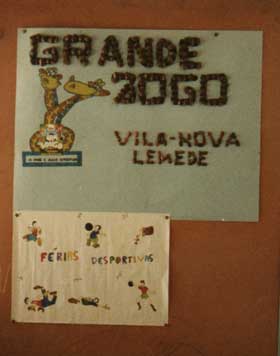 GRANDE
JOGO
VILA-NOVA
LEMEDE
FÉRIAS DESPORTIVAS